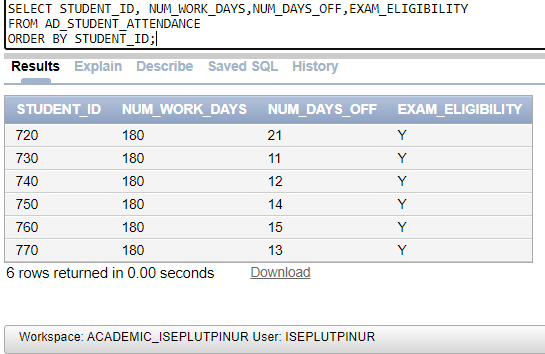 SELECT STUDENT_ID, NUM_WORK_DAYS,NUM_DAYS_OFF,EXAM_ELIGIBILITY
FROM AD_STUDENT_ATTENDANCE
ORDER BY STUDENT_ID;
Results Explain Describe Saved SQL History
STUDENT_ID NUM_WORK_DAYS NUM_DAYS_OFF EXAM_ELIGIBILITY
720 180 21 Y
730 180 11 Y
740 180 12 Y
750 180 14 Y
760 180 15 Y
770 180 13 Y
6 rows returned in 0.00 seconds Download
Workspace: ACADEMIC_ISEPLUTPINUR User: ISEPLUTPINUR